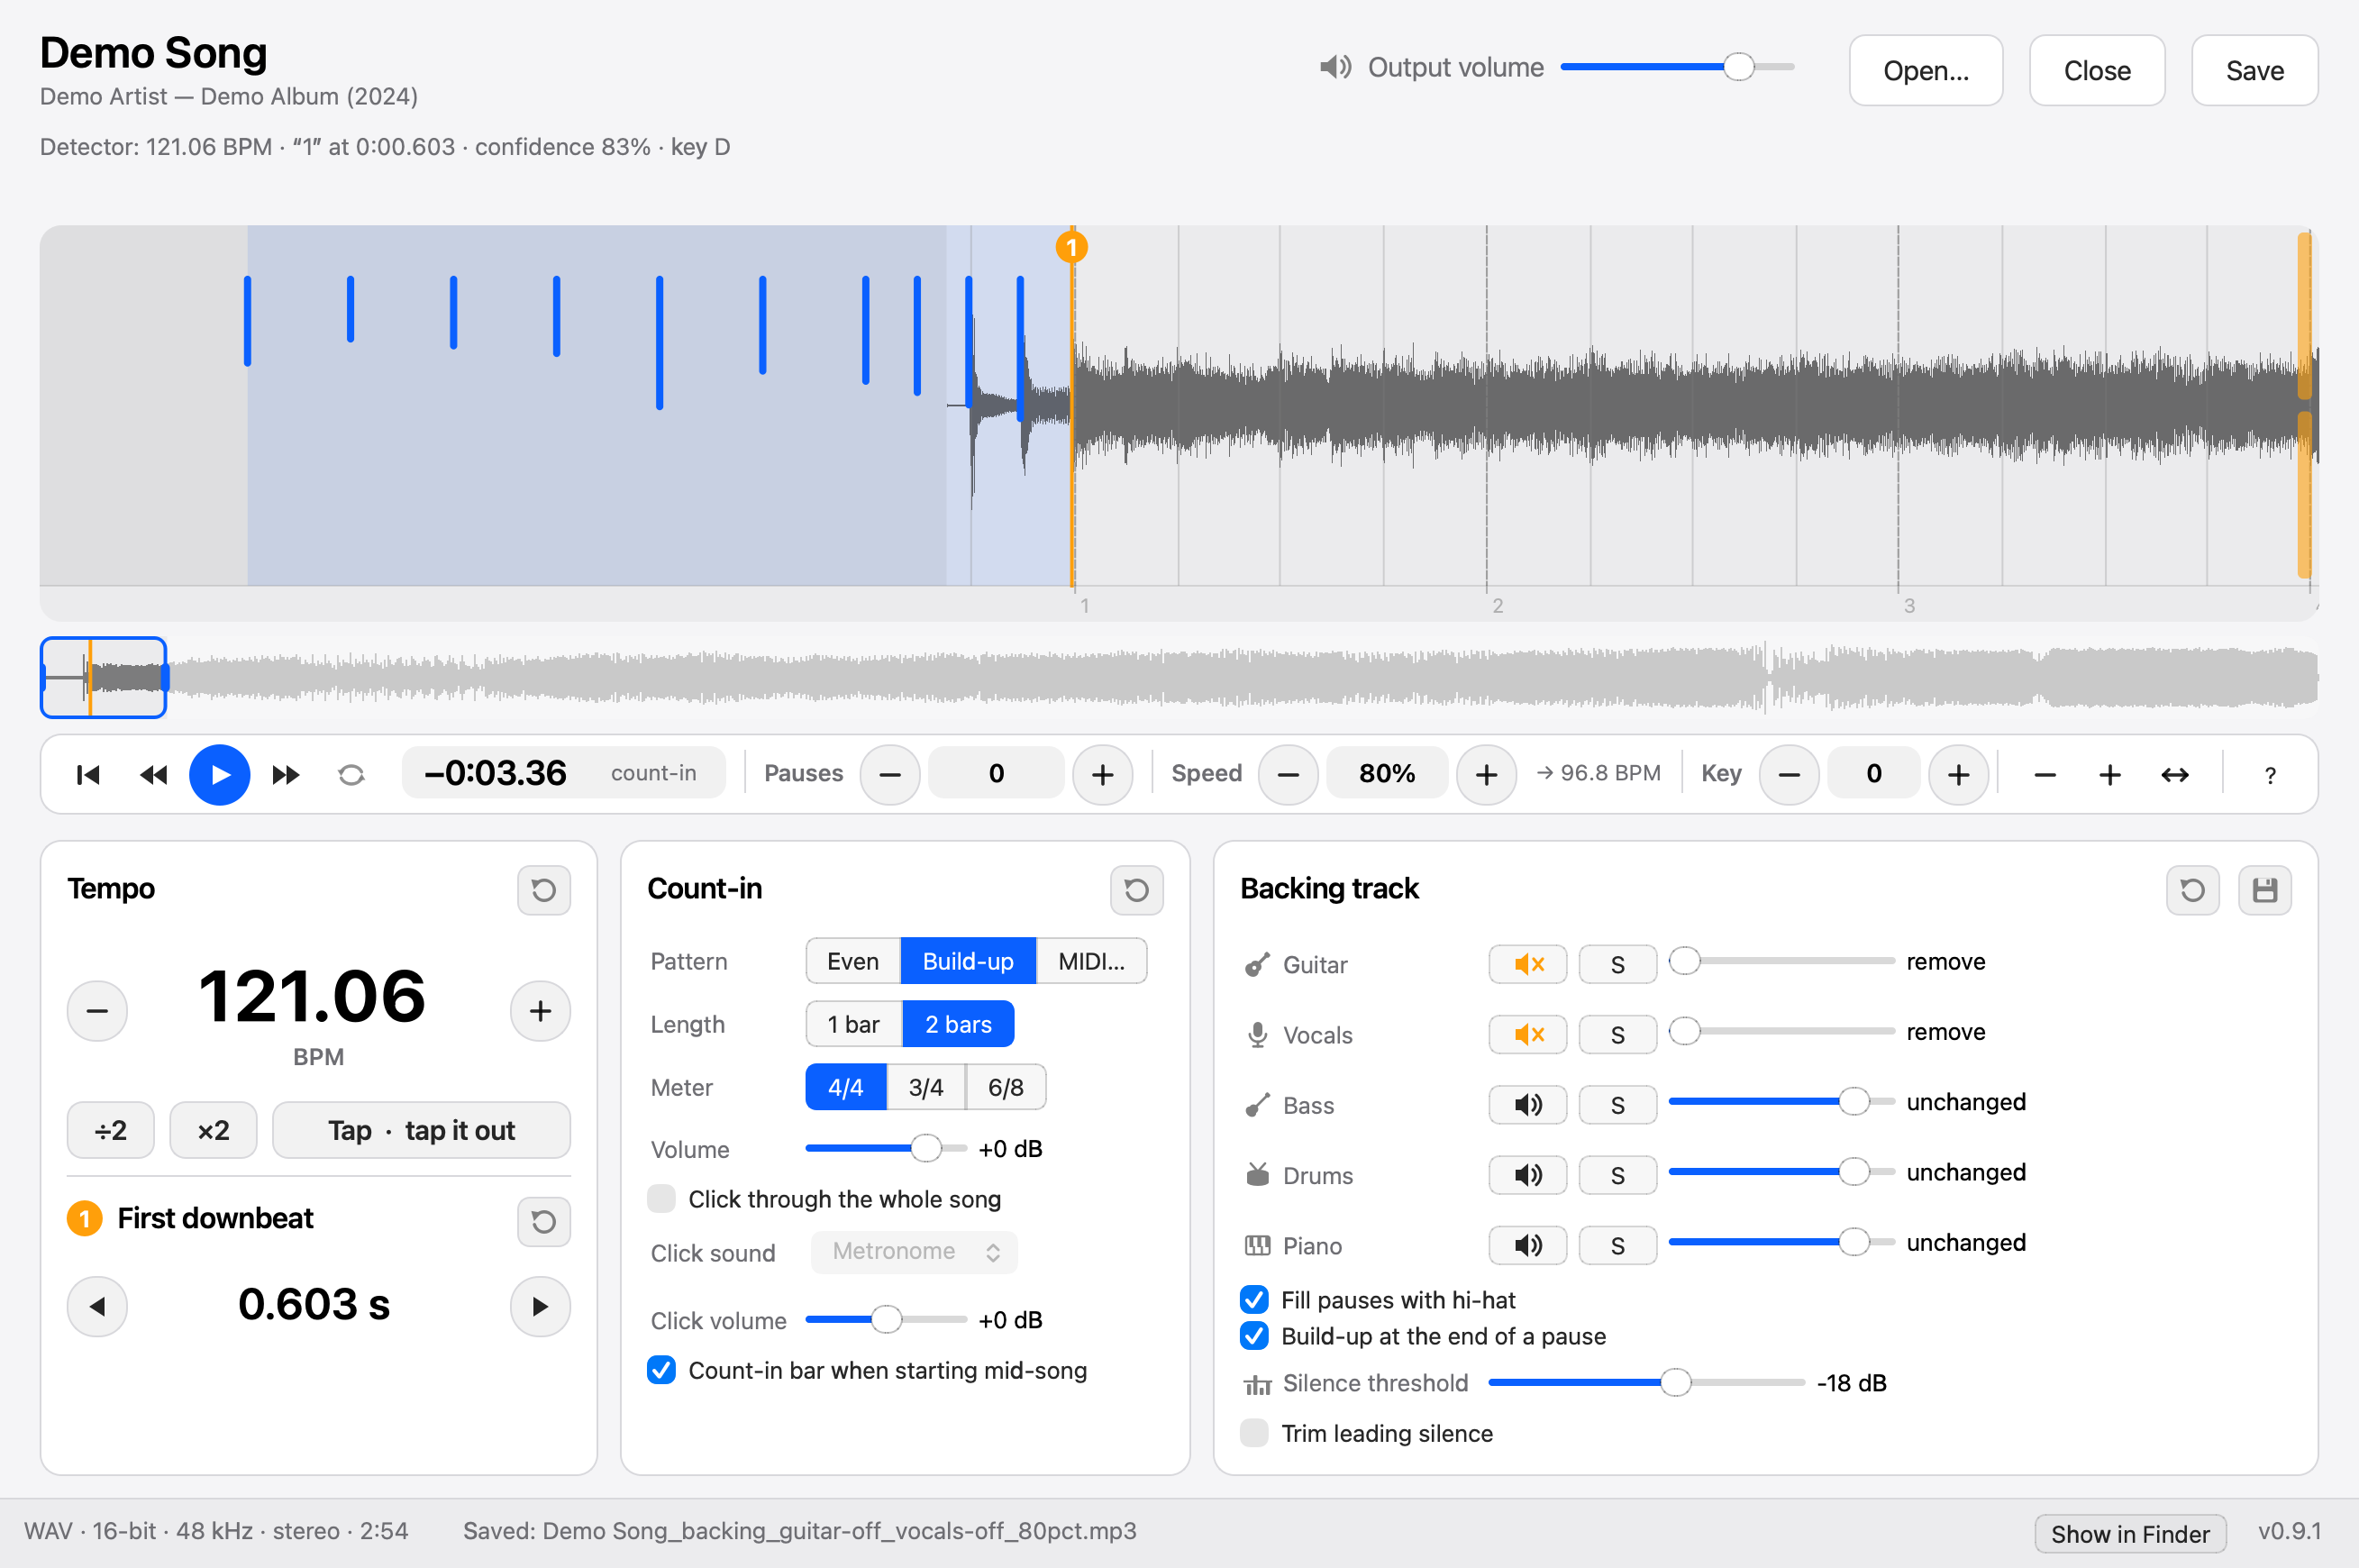 Demo Song
Demo Artist — Demo Album (2024)
Detector: 121.06 BPM · “1” at 0:00.603 · confidence 83% · key D
Output volume
Open...
Close
Save
1
1
2
3
−0:03.36 count-in
Pauses − 0 +
Speed − 80% + → 96.8 BPM
Key − 0 +
− + ↔ ?
Tempo
− 121.06 +
BPM
÷2 ×2 Tap · tap it out
1 First downbeat
0.603 s
Count-in
Pattern Even Build-up MIDI...
Length 1 bar 2 bars
Meter 4/4 3/4 6/8
Volume +0 dB
Click through the whole song
Click sound Metronome
Click volume +0 dB
Count-in bar when starting mid-song
Backing track
Guitar S remove
Vocals S remove
Bass S unchanged
Drums S unchanged
Piano S unchanged
Fill pauses with hi-hat
Build-up at the end of a pause
Silence threshold -18 dB
Trim leading silence
WAV · 16-bit · 48 kHz · stereo · 2:54
Saved: Demo Song_backing_guitar-off_vocals-off_80pct.mp3
Show in Finder
v0.9.1